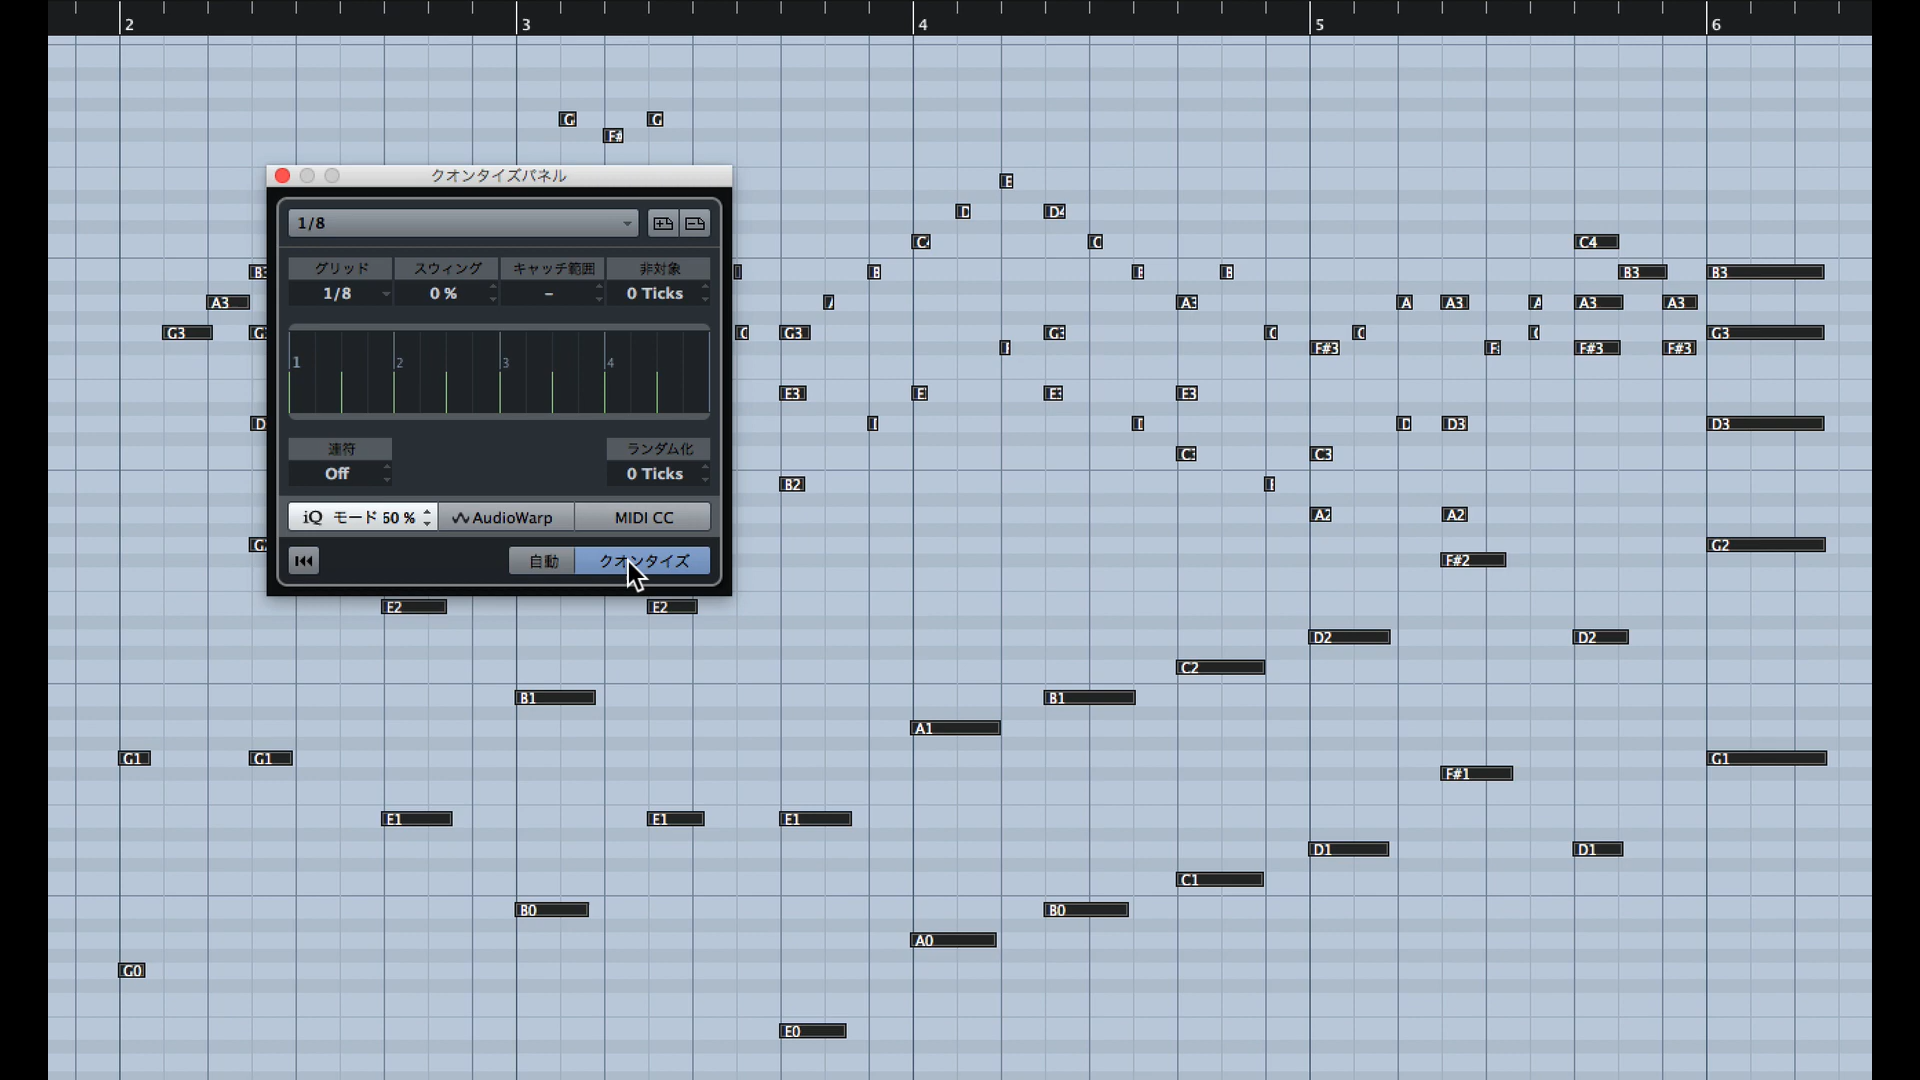 2 3 4 5 6
G G
F#
E
D D4
C C4
B B B B3 B3
A3 A3 A A3 A A3 A3
G3 G3 G3 G3
F#3 F# F#3 F#3
E3 E E3 E3
D D3 D3
C3 C3
B2
A2 A2
G2
F#2
クオンタイズパネル
1/8
グリッド スウィング キャッチ範囲 非対象
1/8 0 % – 0 Ticks
1 2 3 4
連符 ランダム化
Off 0 Ticks
iQ モード 60 % AudioWarp MIDI CC
自動 クオンタイズ
E2 E2
D2 D2
C2
B1 B1
A1
G1 G1 G1
F#1
E1 E1 E1
D1 D1
C1
B0 B0
A0
G0
E0